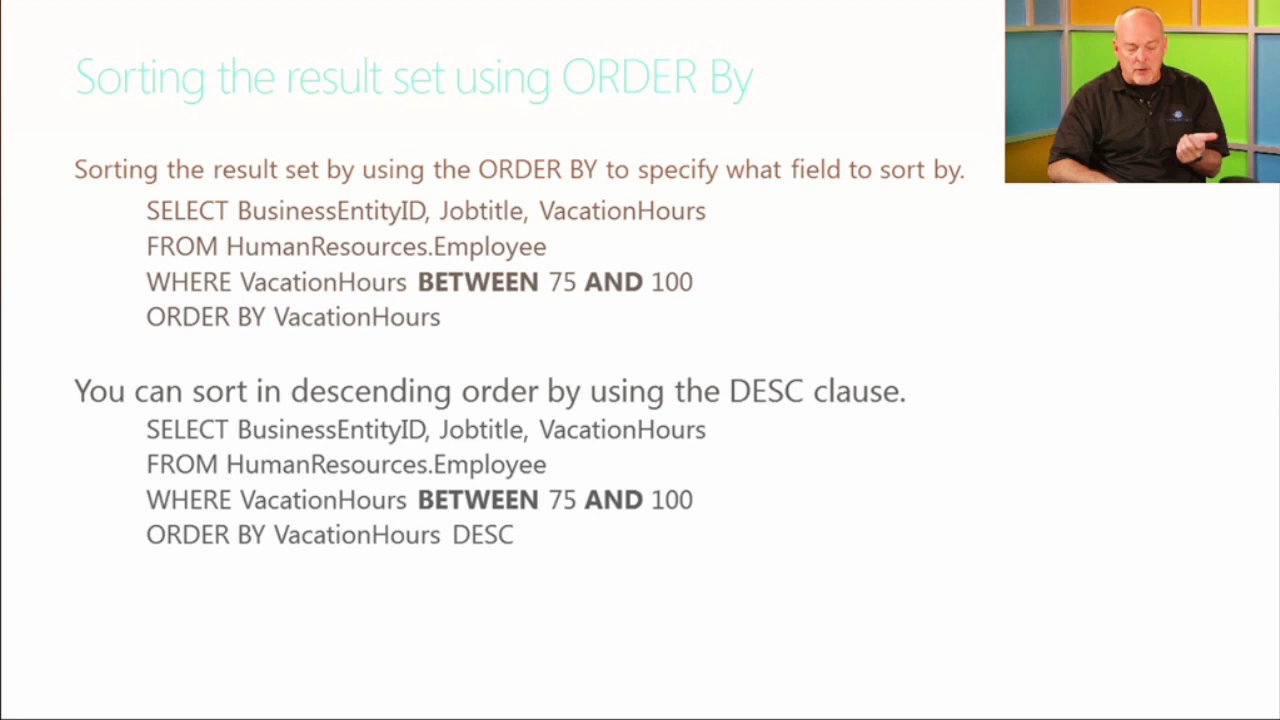 Sorting the result set using ORDER By
Sorting the result set by using the ORDER BY to specify what field to sort by.
SELECT BusinessEntityID, Jobtitle, VacationHours
FROM HumanResources.Employee
WHERE VacationHours BETWEEN 75 AND 100
ORDER BY VacationHours
You can sort in descending order by using the DESC clause.
SELECT BusinessEntityID, Jobtitle, VacationHours
FROM HumanResources.Employee
WHERE VacationHours BETWEEN 75 AND 100
ORDER BY VacationHours DESC